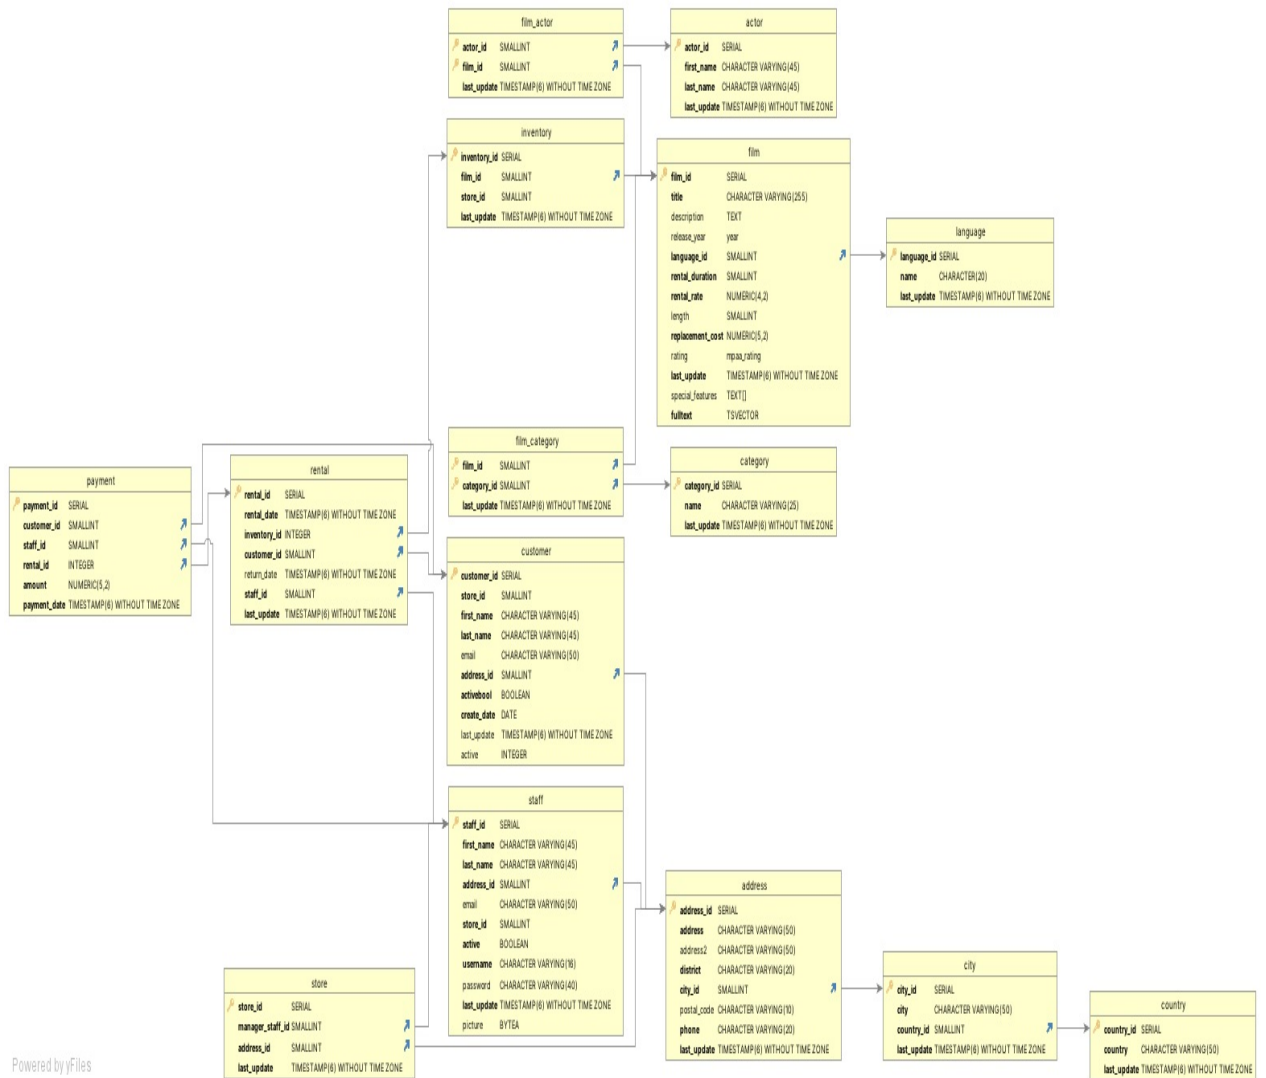 film_actor
actor_id SMALLINT
film_id SMALLINT
last_update TIMESTAMP(6) WITHOUT TIME ZONE
actor
actor_id SERIAL
first_name CHARACTER VARYING(45)
last_name CHARACTER VARYING(45)
last_update TIMESTAMP(6) WITHOUT TIME ZONE
inventory
inventory_id SERIAL
film_id SMALLINT
store_id SMALLINT
last_update TIMESTAMP(6) WITHOUT TIME ZONE
film
film_id SERIAL
title CHARACTER VARYING(255)
description TEXT
release_year year
language_id SMALLINT
rental_duration SMALLINT
rental_rate NUMERIC(4,2)
length SMALLINT
replacement_cost NUMERIC(5,2)
rating mpaa_rating
last_update TIMESTAMP(6) WITHOUT TIME ZONE
special_features TEXT[]
fulltext TSVECTOR
language
language_id SERIAL
name CHARACTER(20)
last_update TIMESTAMP(6) WITHOUT TIME ZONE
film_category
film_id SMALLINT
category_id SMALLINT
last_update TIMESTAMP(6) WITHOUT TIME ZONE
category
category_id SERIAL
name CHARACTER VARYING(25)
last_update TIMESTAMP(6) WITHOUT TIME ZONE
payment
payment_id SERIAL
customer_id SMALLINT
staff_id SMALLINT
rental_id INTEGER
amount NUMERIC(5,2)
payment_date TIMESTAMP(6) WITHOUT TIME ZONE
rental
rental_id SERIAL
rental_date TIMESTAMP(6) WITHOUT TIME ZONE
inventory_id INTEGER
customer_id SMALLINT
return_date TIMESTAMP(6) WITHOUT TIME ZONE
staff_id SMALLINT
last_update TIMESTAMP(6) WITHOUT TIME ZONE
customer
customer_id SERIAL
store_id SMALLINT
first_name CHARACTER VARYING(45)
last_name CHARACTER VARYING(45)
email CHARACTER VARYING(50)
address_id SMALLINT
activebool BOOLEAN
create_date DATE
last_update TIMESTAMP(6) WITHOUT TIME ZONE
active INTEGER
staff
staff_id SERIAL
first_name CHARACTER VARYING(45)
last_name CHARACTER VARYING(45)
address_id SMALLINT
email CHARACTER VARYING(50)
store_id SMALLINT
active BOOLEAN
username CHARACTER VARYING(16)
password CHARACTER VARYING(40)
last_update TIMESTAMP(6) WITHOUT TIME ZONE
picture BYTEA
address
address_id SERIAL
address CHARACTER VARYING(50)
address2 CHARACTER VARYING(50)
district CHARACTER VARYING(20)
city_id SMALLINT
postal_code CHARACTER VARYING(10)
phone CHARACTER VARYING(20)
last_update TIMESTAMP(6) WITHOUT TIME ZONE
store
store_id SERIAL
manager_staff_id SMALLINT
address_id SMALLINT
last_update TIMESTAMP(6) WITHOUT TIME ZONE
city
city_id SERIAL
city CHARACTER VARYING(50)
country_id SMALLINT
last_update TIMESTAMP(6) WITHOUT TIME ZONE
country
country_id SERIAL
country CHARACTER VARYING(50)
last_update TIMESTAMP(6) WITHOUT TIME ZONE
Powered by yFiles